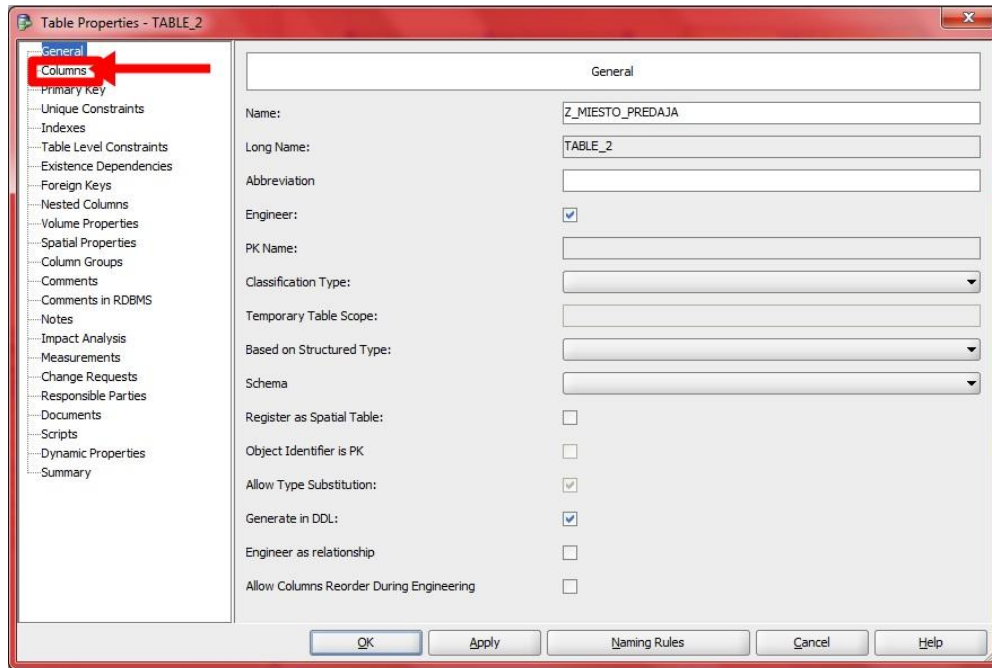 Table Properties - TABLE_2
General
Columns
Primary Key
Unique Constraints
Indexes
Table Level Constraints
Existence Dependencies
Foreign Keys
Nested Columns
Volume Properties
Spatial Properties
Column Groups
Comments
Comments in RDBMS
Notes
Impact Analysis
Measurements
Change Requests
Responsible Parties
Documents
Scripts
Dynamic Properties
Summary
General
Name: Z_MIESTO_PREDAJA
Long Name: TABLE_2
Abbreviation
Engineer:
PK Name:
Classification Type:
Temporary Table Scope:
Based on Structured Type:
Schema
Register as Spatial Table:
Object Identifier is PK
Allow Type Substitution:
Generate in DDL:
Engineer as relationship
Allow Columns Reorder During Engineering
OK Apply Naming Rules Cancel Help